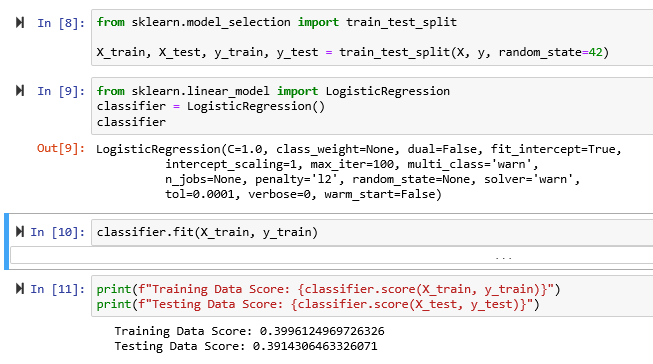 In [8]: from sklearn.model_selection import train_test_split
X_train, X_test, y_train, y_test = train_test_split(X, y, random_state=42)
In [9]: from sklearn.linear_model import LogisticRegression
classifier = LogisticRegression()
classifier
Out[9]: LogisticRegression(C=1.0, class_weight=None, dual=False, fit_intercept=True,
intercept_scaling=1, max_iter=100, multi_class='warn',
n_jobs=None, penalty='l2', random_state=None, solver='warn',
tol=0.0001, verbose=0, warm_start=False)
In [10]: classifier.fit(X_train, y_train)
...
In [11]: print(f"Training Data Score: {classifier.score(X_train, y_train)}")
print(f"Testing Data Score: {classifier.score(X_test, y_test)}")
Training Data Score: 0.3996124969726326
Testing Data Score: 0.3914306463326071